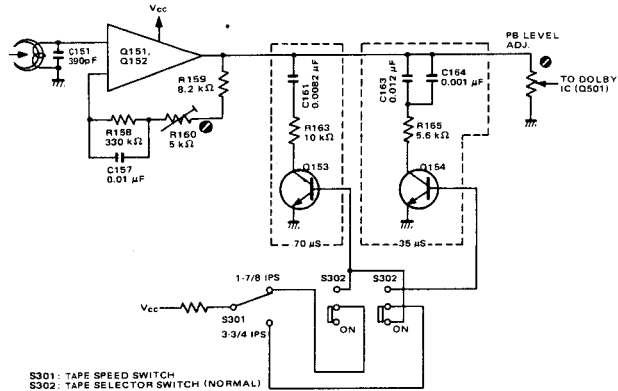 VCC
C151
390pF
Q151,
Q152
R159
8.2 kΩ
R158
330 kΩ
R160
5 kΩ
C157
0.01 μF
C161
0.0082 μF
R163
10 kΩ
Q153
70 μS
C163
0.012 μF
C164
0.001 μF
R165
5.6 kΩ
Q154
35 μS
PB LEVEL
ADJ.
TO DOLBY
IC (Q501)
1-7/8 IPS
VCC
S301
3-3/4 IPS
S302
ON
S302
ON
S301: TAPE SPEED SWITCH
S302: TAPE SELECTOR SWITCH (NORMAL)